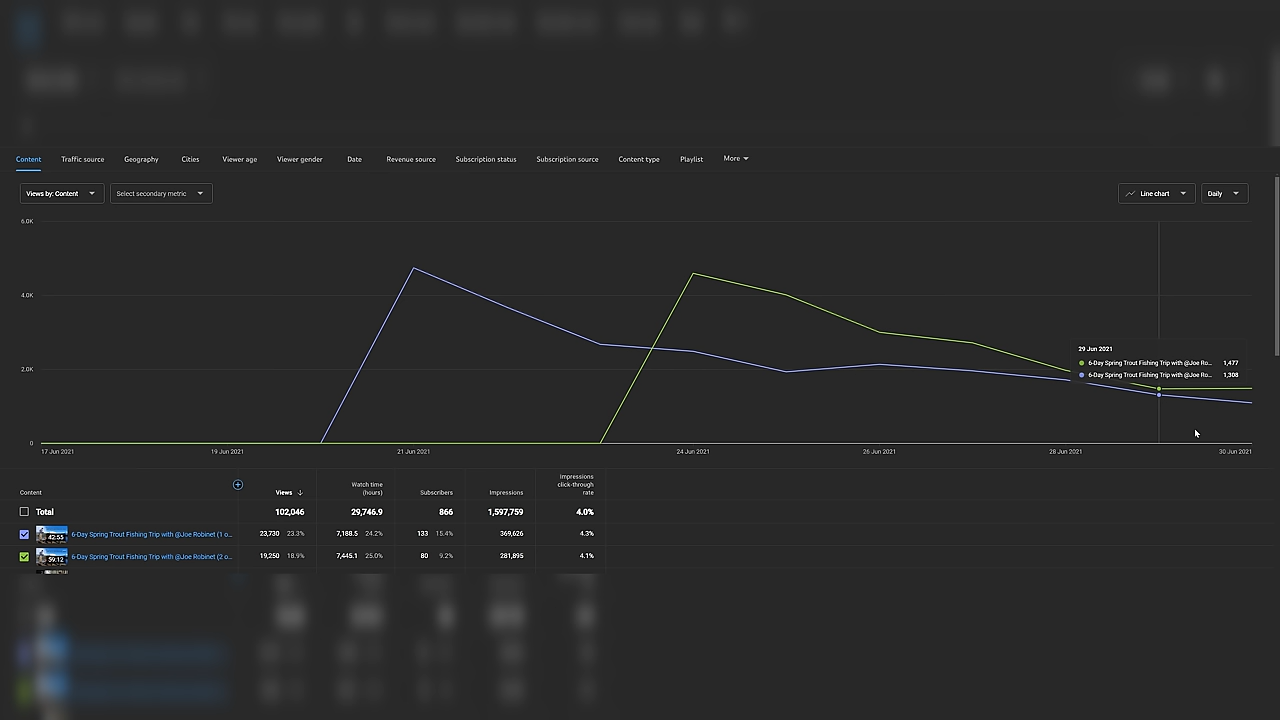 Content Traffic source Geography Cities Viewer age Viewer gender Date Revenue source Subscription status Subscription source Content type Playlist More
Views by: Content Select secondary metric Line chart Daily
6.0K
4.0K
29 Jun 2021
6-Day Spring Trout Fishing Trip with @Joe Ro... 1,477
2.0K
6-Day Spring Trout Fishing Trip with @Joe Ro... 1,308
0
17 Jun 2021 19 Jun 2021 21 Jun 2021 24 Jun 2021 26 Jun 2021 28 Jun 2021 30 Jun 2021
Content Views Watch time (hours) Subscribers Impressions Impressions click-through rate
Total 102,046 29,746.9 866 1,597,759 4.0%
42:55 6-Day Spring Trout Fishing Trip with @Joe Robinet (1 o... 23,730 23.3% 7,188.5 24.2% 133 15.4% 369,626 4.3%
59:12 6-Day Spring Trout Fishing Trip with @Joe Robinet (2 o... 19,250 18.9% 7,445.1 25.0% 80 9.2% 281,895 4.1%